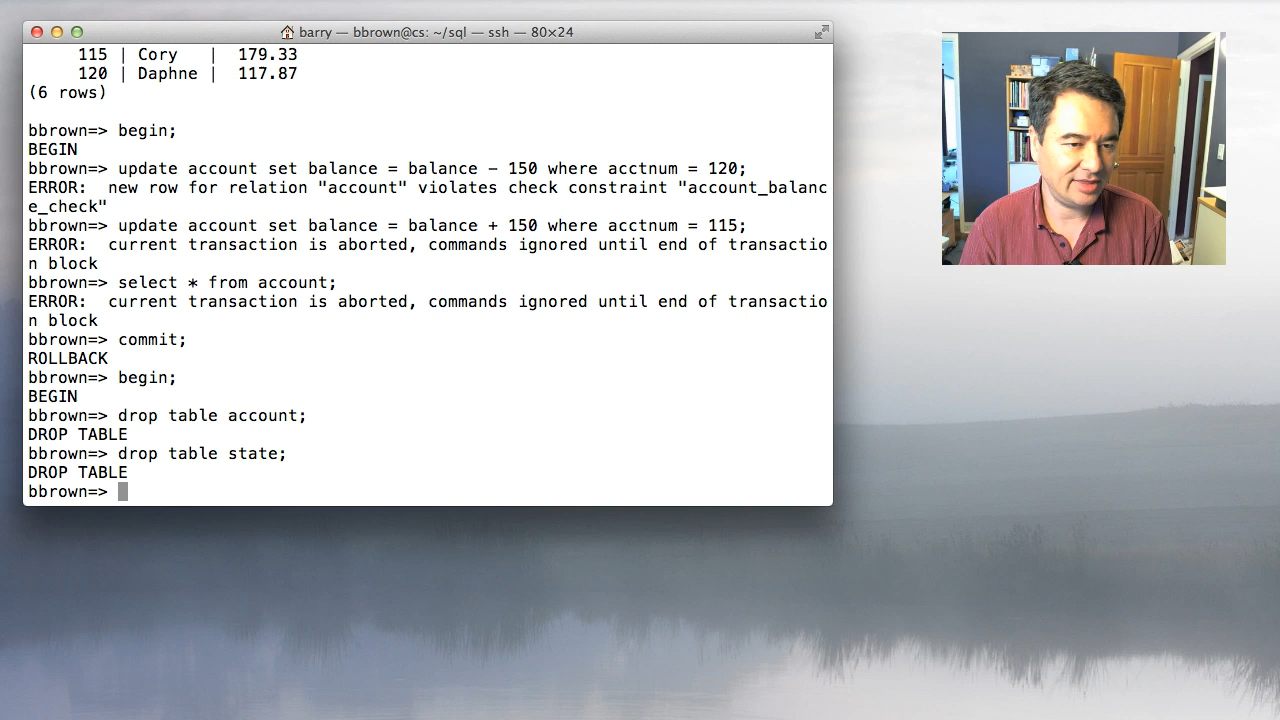 barry — bbrown@cs: ~/sql — ssh — 80×24
115 | Cory | 179.33
120 | Daphne | 117.87
(6 rows)
bbrown=> begin;
BEGIN
bbrown=> update account set balance = balance - 150 where acctnum = 120;
ERROR: new row for relation "account" violates check constraint "account_balanc
e_check"
bbrown=> update account set balance = balance + 150 where acctnum = 115;
ERROR: current transaction is aborted, commands ignored until end of transactio
n block
bbrown=> select * from account;
ERROR: current transaction is aborted, commands ignored until end of transactio
n block
bbrown=> commit;
ROLLBACK
bbrown=> begin;
BEGIN
bbrown=> drop table account;
DROP TABLE
bbrown=> drop table state;
DROP TABLE
bbrown=>